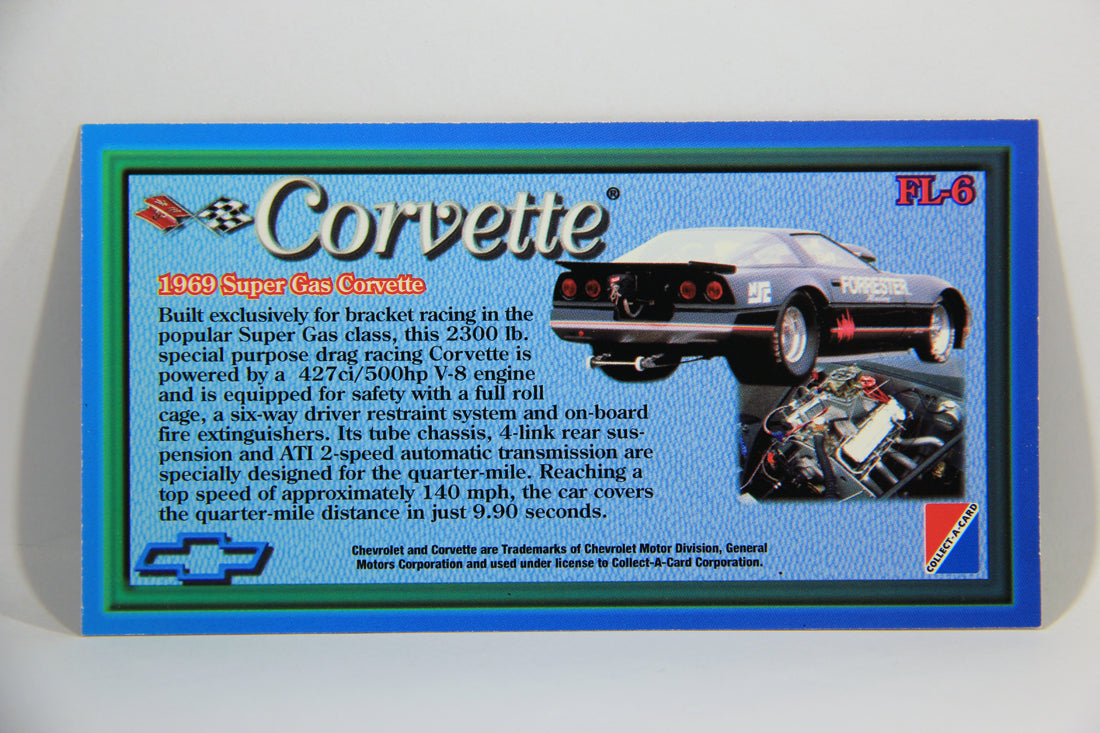 Corvette®
FL-6
1969 Super Gas Corvette
Built exclusively for bracket racing in the
popular Super Gas class, this 2300 lb.
special purpose drag racing Corvette is
powered by a 427ci/500hp V-8 engine
and is equipped for safety with a full roll
cage, a six-way driver restraint system and on-board
fire extinguishers. Its tube chassis, 4-link rear sus-
pension and ATI 2-speed automatic transmission are
specially designed for the quarter-mile. Reaching a
top speed of approximately 140 mph, the car covers
the quarter-mile distance in just 9.90 seconds.
FORRESTER
Racing
Chevrolet and Corvette are Trademarks of Chevrolet Motor Division, General
Motors Corporation and used under license to Collect-A-Card Corporation.
COLLECT-A-CARD